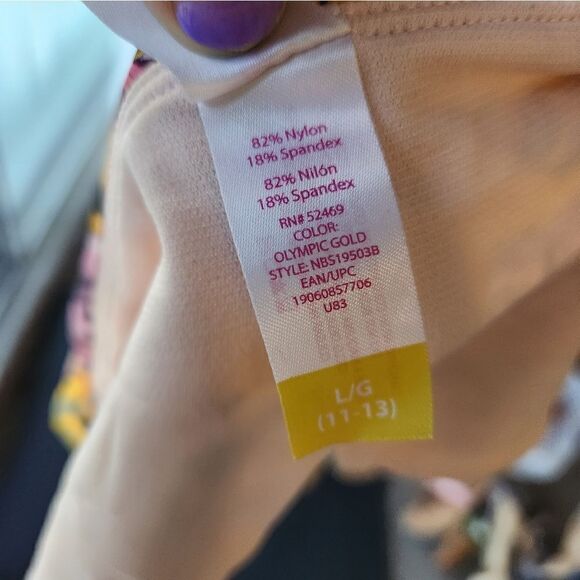 82% Nylon
18% Spandex
82% Nilón
18% Spandex
RN# 52469
COLOR:
OLYMPIC GOLD
STYLE: NBS19503B
EAN/UPC
19060857706
U83
L/G
(11-13)